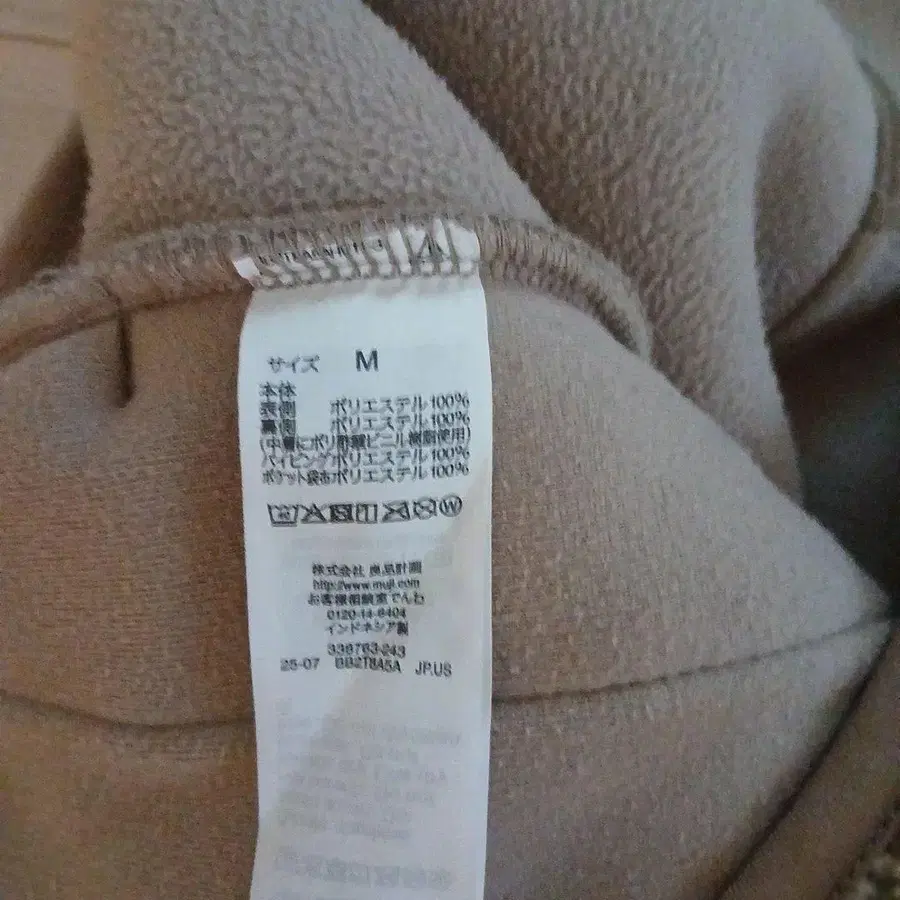 サイズ M
本体
表側 ポリエステル100%
裏側 ポリエステル100%
(中層にポリ酢酸ビニル樹脂使用)
パイピングポリエステル100%
ポケット袋布ポリエステル100%
株式会社 良品計画
http://www.muji.com
お客様相談室でんわ
0120-14-6404
インドネシア製
338763-243
25-07 BB2T8A5A JP.US